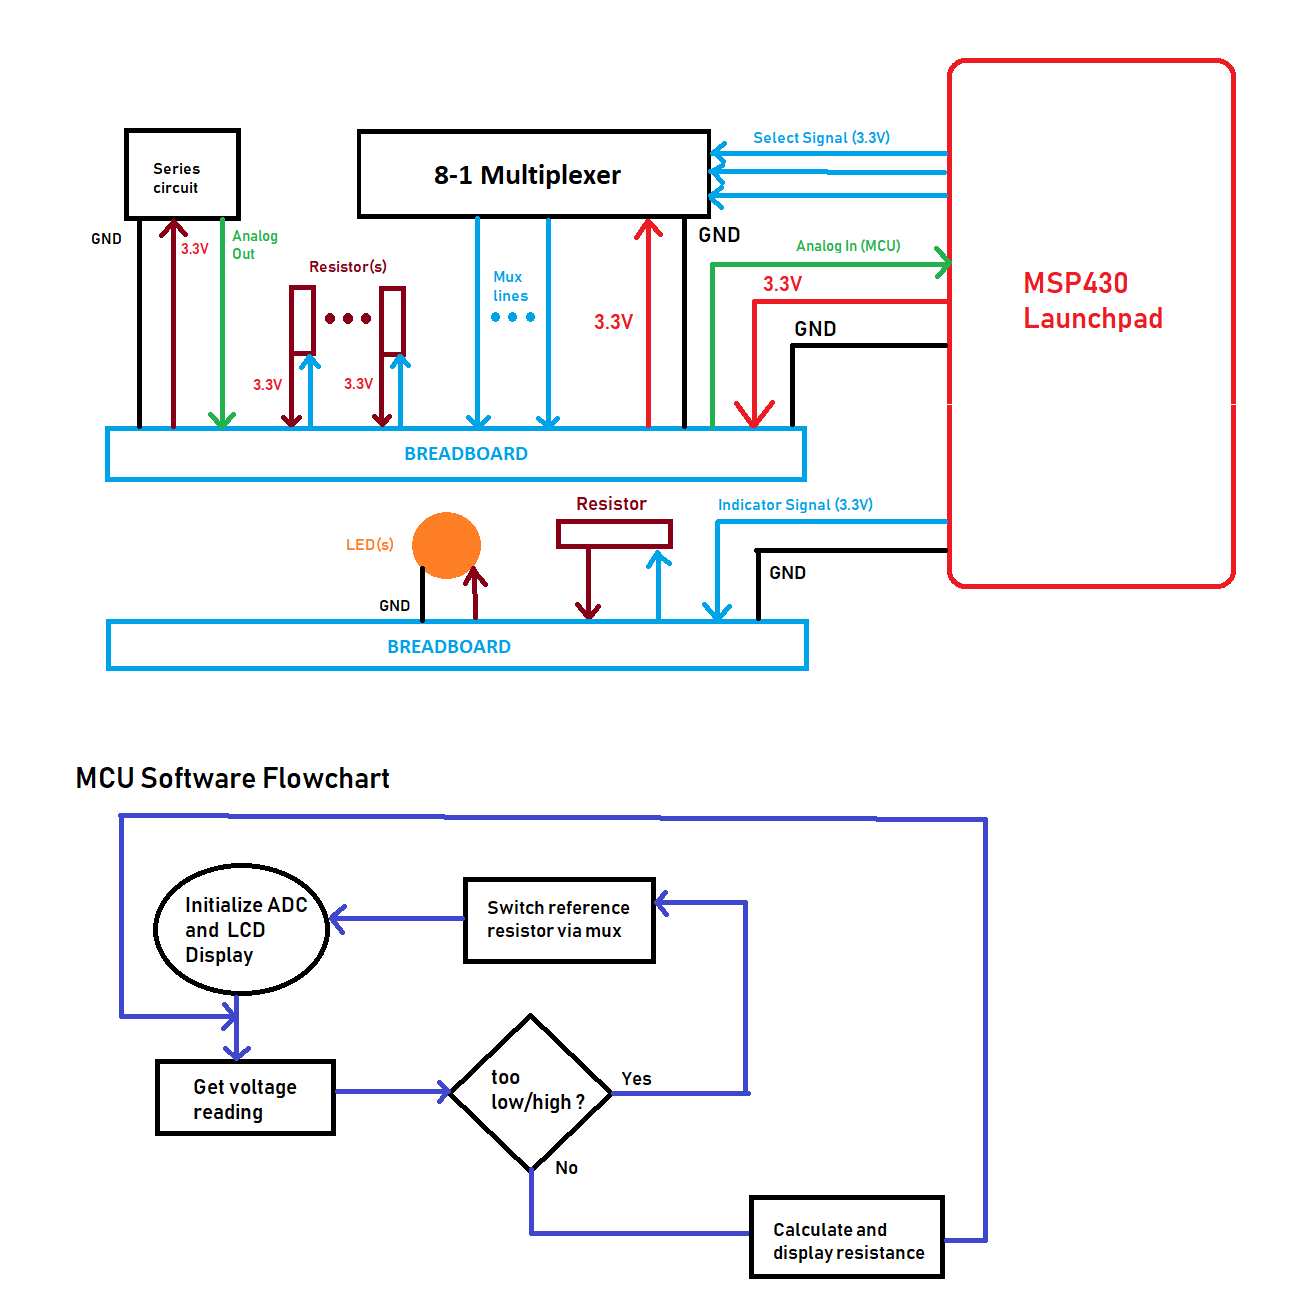 Select Signal (3.3V)
Series
circuit
8-1 Multiplexer
GND
3.3V
Analog
Out
GND
Analog In (MCU)
Resistor(s)
Mux
lines
3.3V
MSP430
Launchpad
3.3V
GND
3.3V
3.3V
BREADBOARD
Resistor
Indicator Signal (3.3V)
LED(s)
GND
GND
BREADBOARD
MCU Software Flowchart
Initialize ADC
and LCD
Display
Switch reference
resistor via mux
Get voltage
reading
too
low/high ?
Yes
No
Calculate and
display resistance